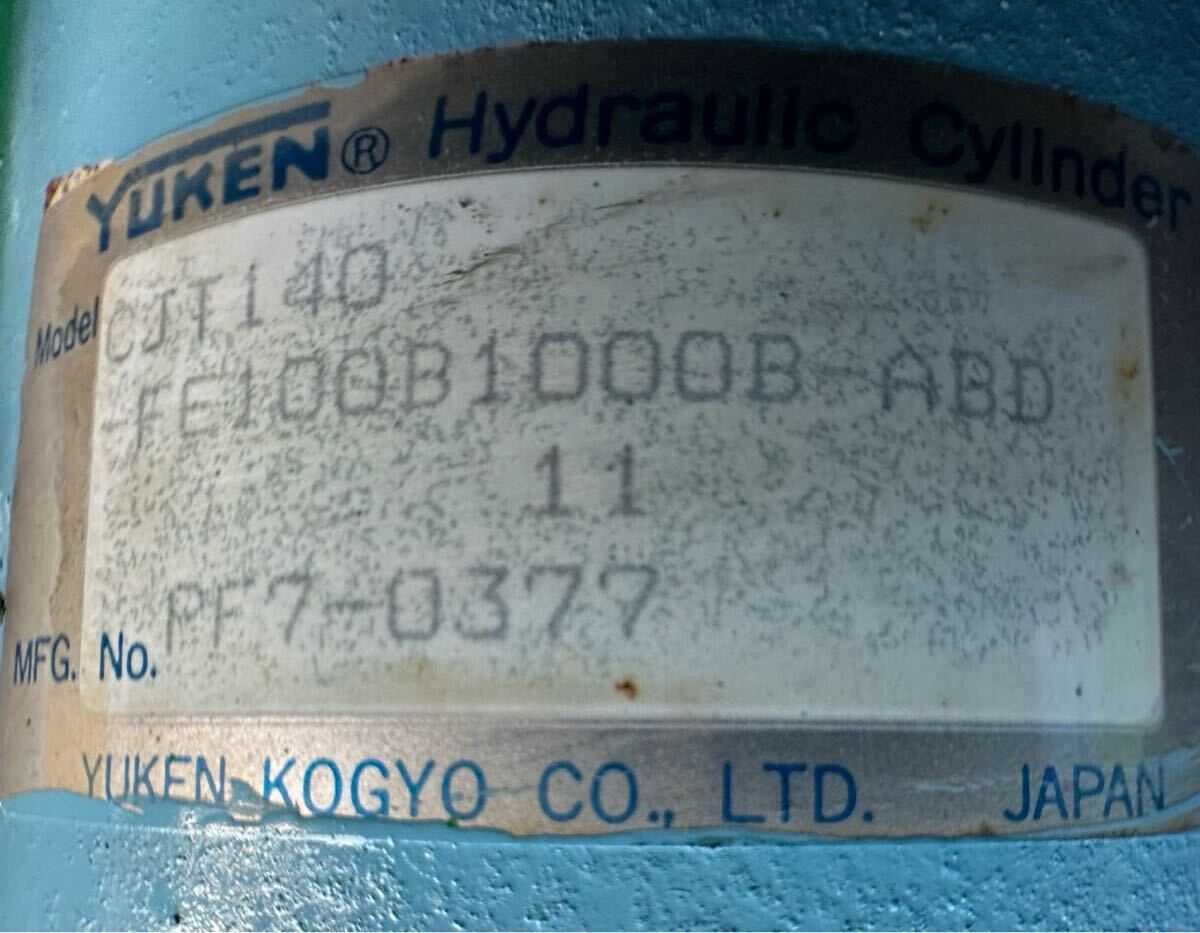 YUKEN® Hydraulic Cylinder
Model CJT140
-FE100B1000B-ABD
11
MFG. No. PF7-0377
YUKEN KOGYO CO., LTD. JAPAN